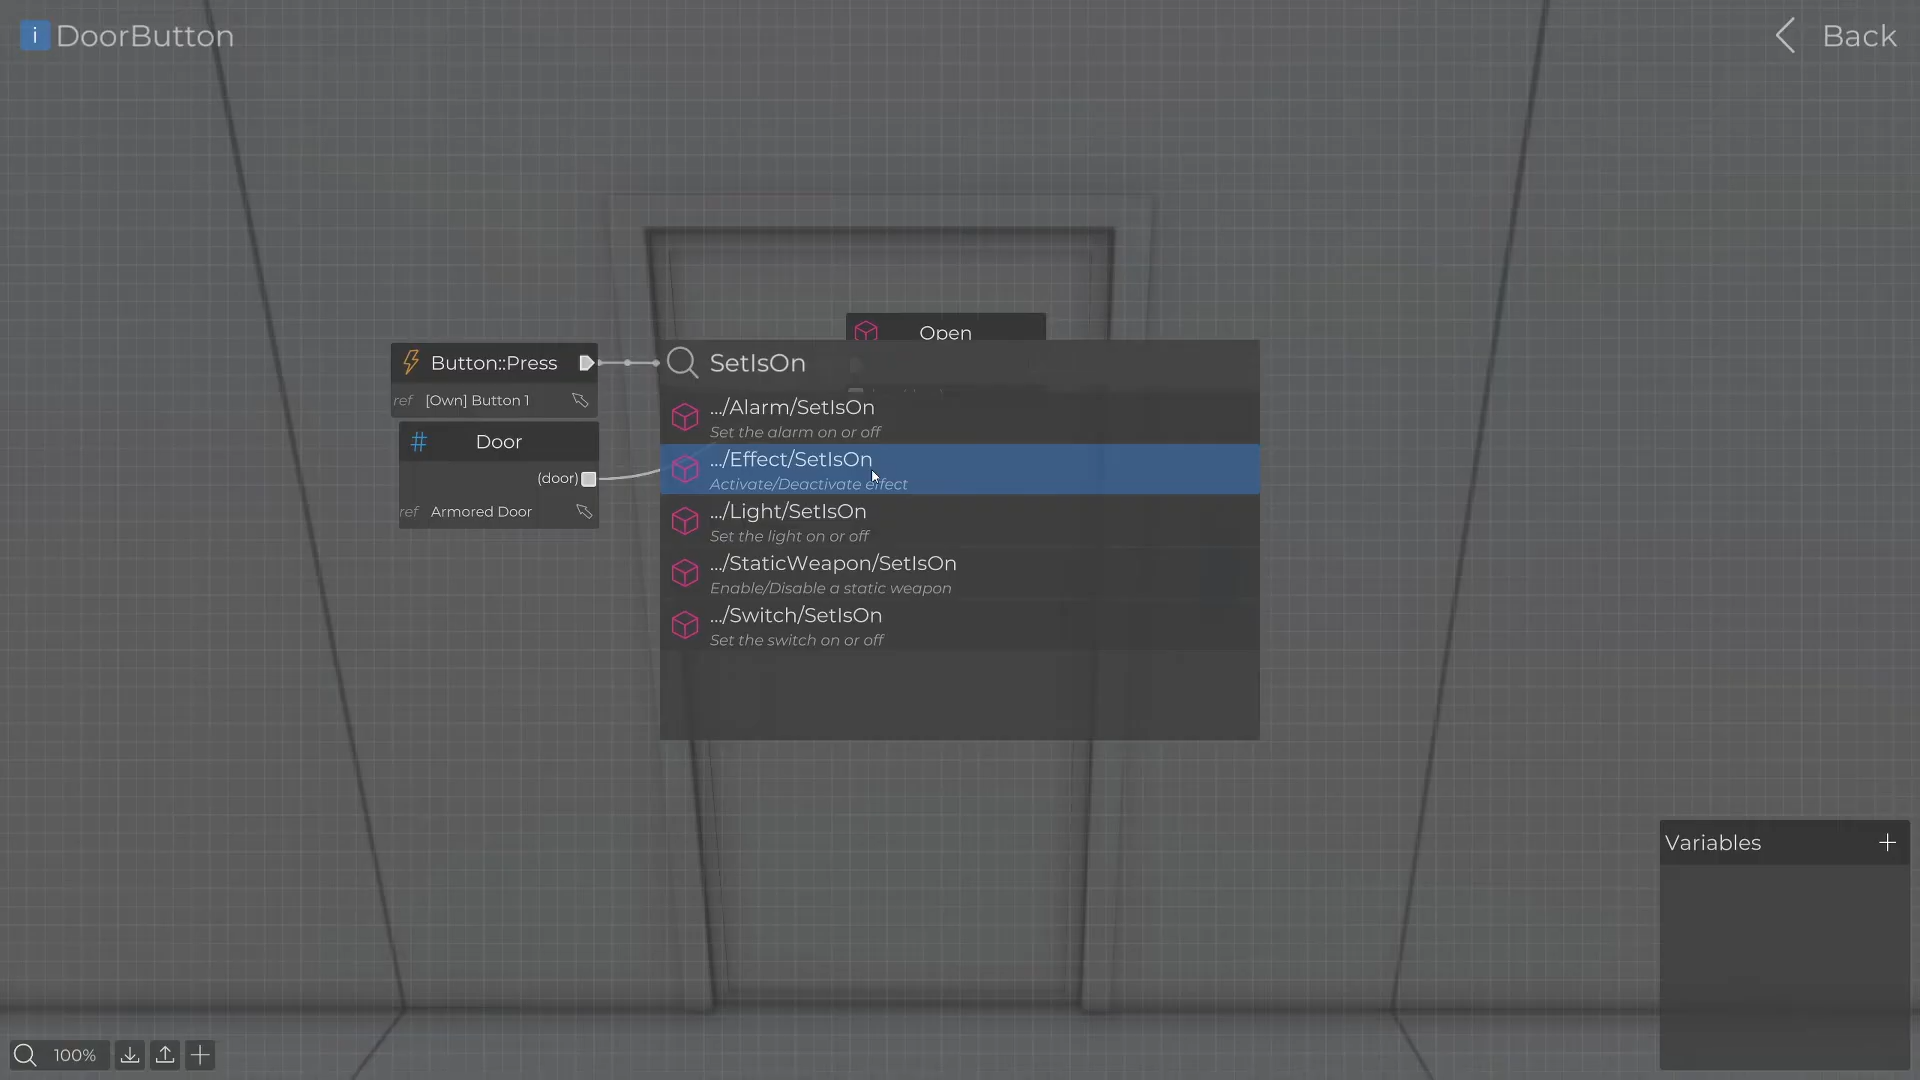 i DoorButton
Back
Open
Button::Press
ref [Own] Button 1
# Door
(door)
ref Armored Door
SetIsOn
.../Alarm/SetIsOn
Set the alarm on or off
.../Effect/SetIsOn
Activate/Deactivate effect
.../Light/SetIsOn
Set the light on or off
.../StaticWeapon/SetIsOn
Enable/Disable a static weapon
.../Switch/SetIsOn
Set the switch on or off
Variables +
100%